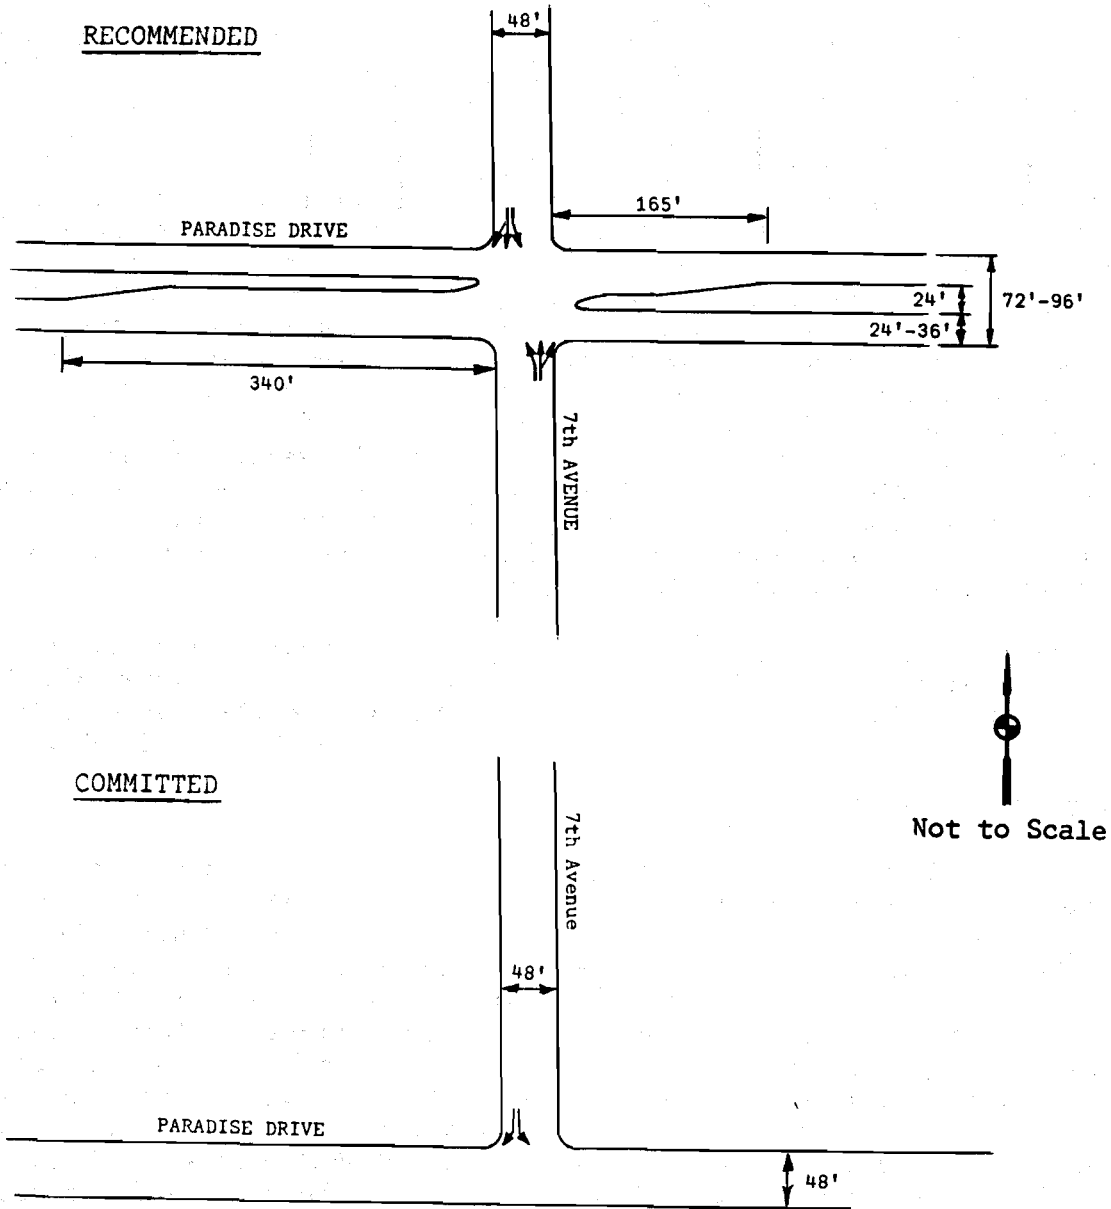 RECOMMENDED
48'
165'
PARADISE DRIVE
24'
72'-96'
24'-36'
340'
7th AVENUE
COMMITTED
Not to Scale
7th Avenue
48'
PARADISE DRIVE
48'